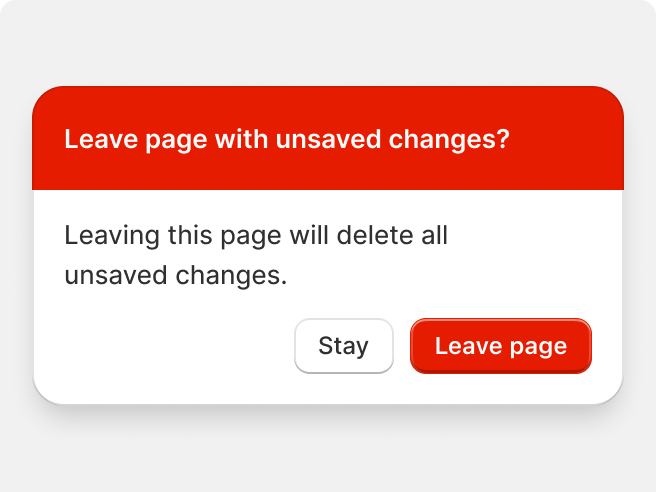 Leave page with unsaved changes?
Leaving this page will delete all
unsaved changes.
Stay
Leave page